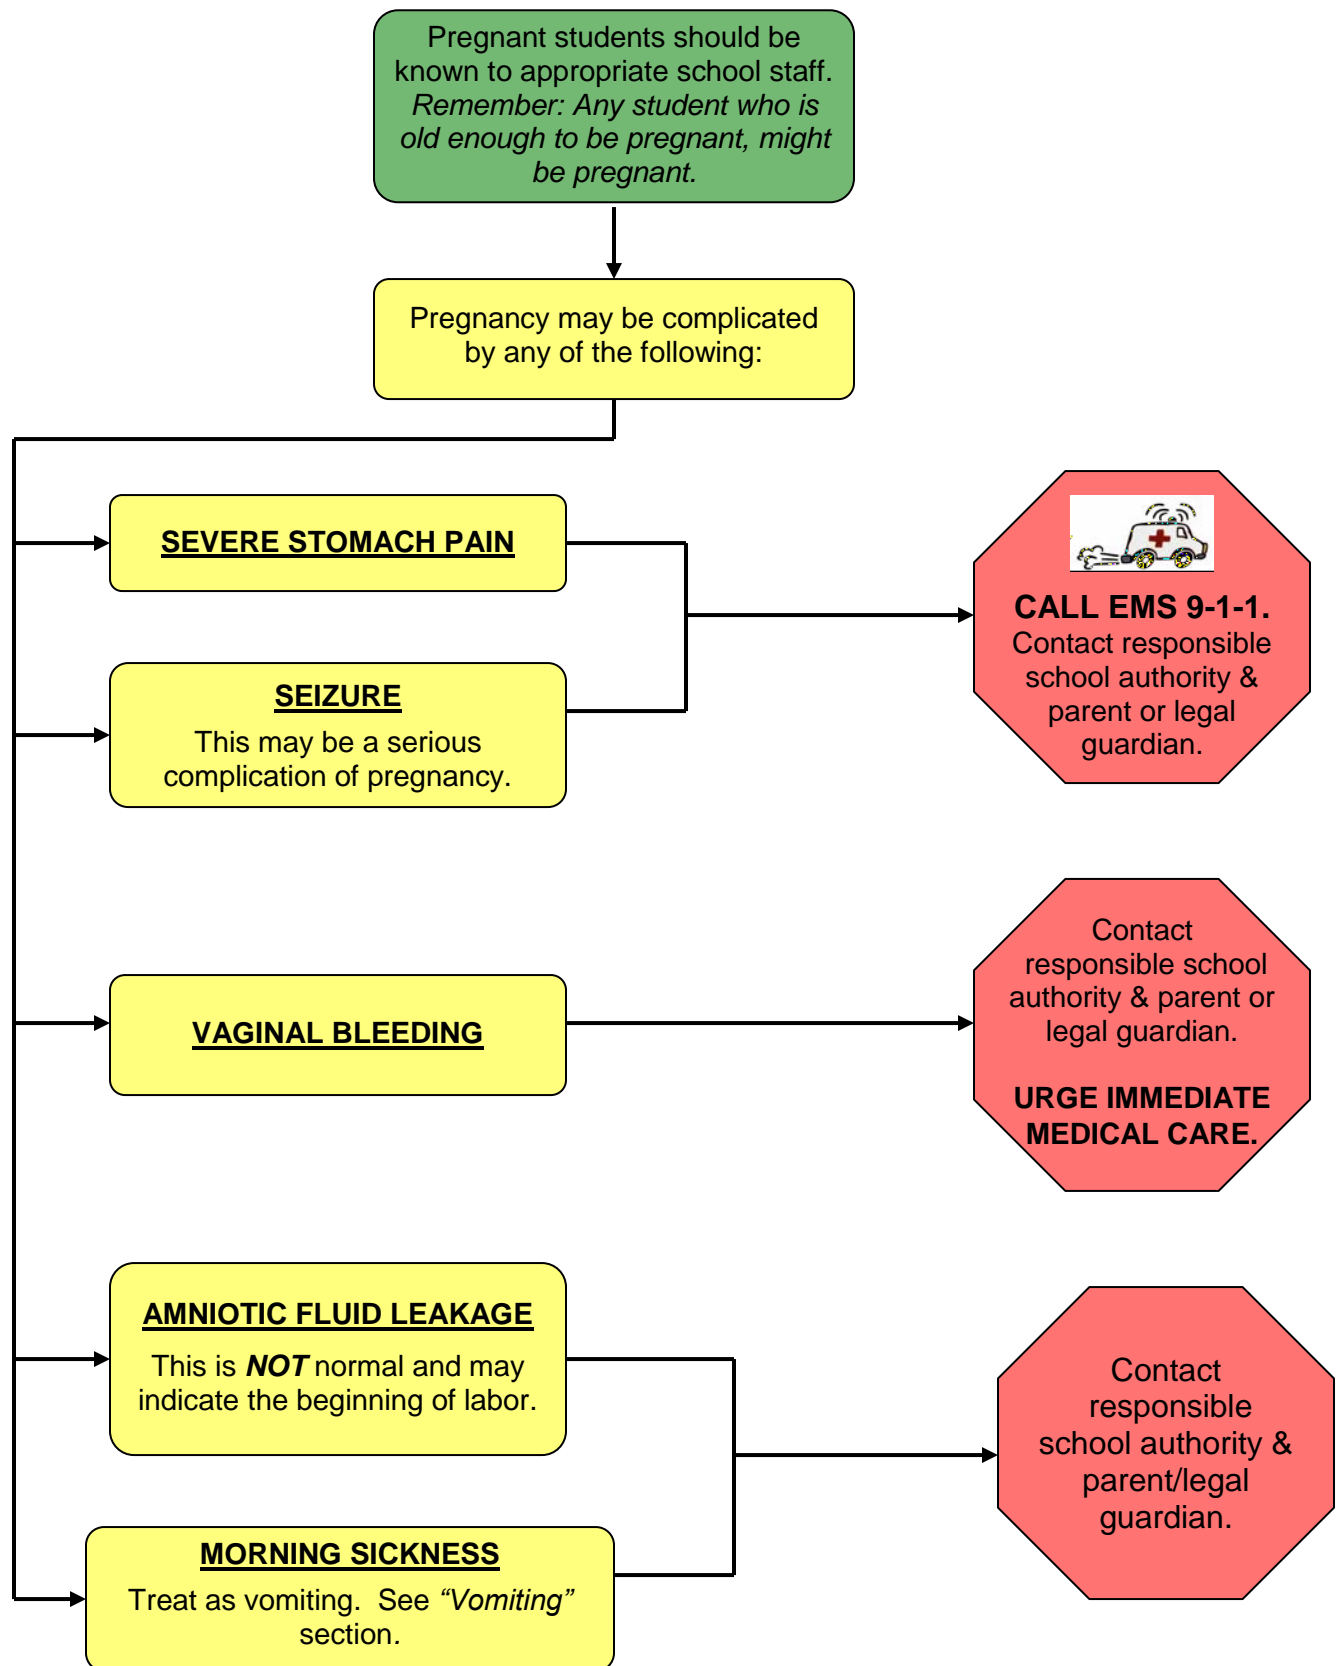 Pregnant students should be
known to appropriate school staff.
Remember: Any student who is
old enough to be pregnant, might
be pregnant.
Pregnancy may be complicated
by any of the following:
SEVERE STOMACH PAIN
SEIZURE
This may be a serious
complication of pregnancy.
CALL EMS 9-1-1.
Contact responsible
school authority &
parent or legal
guardian.
VAGINAL BLEEDING
Contact
responsible school
authority & parent or
legal guardian.
URGE IMMEDIATE
MEDICAL CARE.
AMNIOTIC FLUID LEAKAGE
This is NOT normal and may
indicate the beginning of labor.
MORNING SICKNESS
Treat as vomiting.  See “Vomiting”
section.
Contact
responsible
school authority &
parent/legal
guardian.